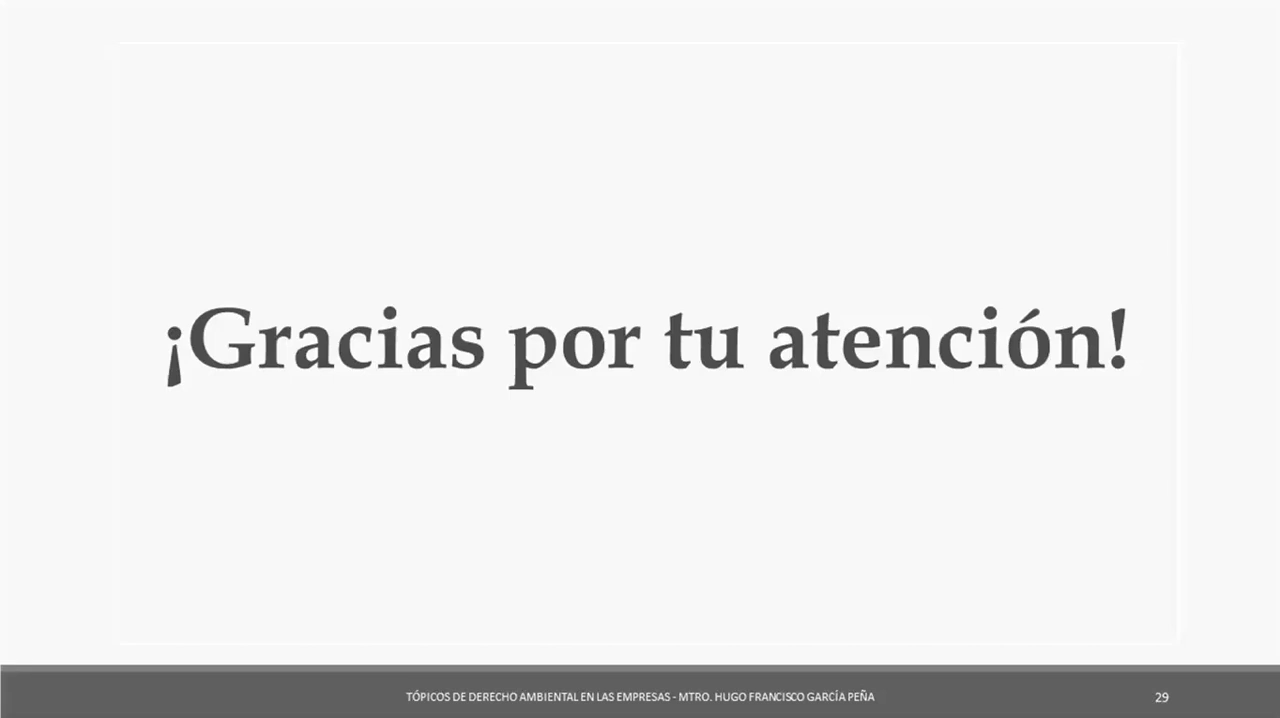 ¡Gracias por tu atención!
TÓPICOS DE DERECHO AMBIENTAL EN LAS EMPRESAS - MTRO. HUGO FRANCISCO GARCÍA PEÑA 29